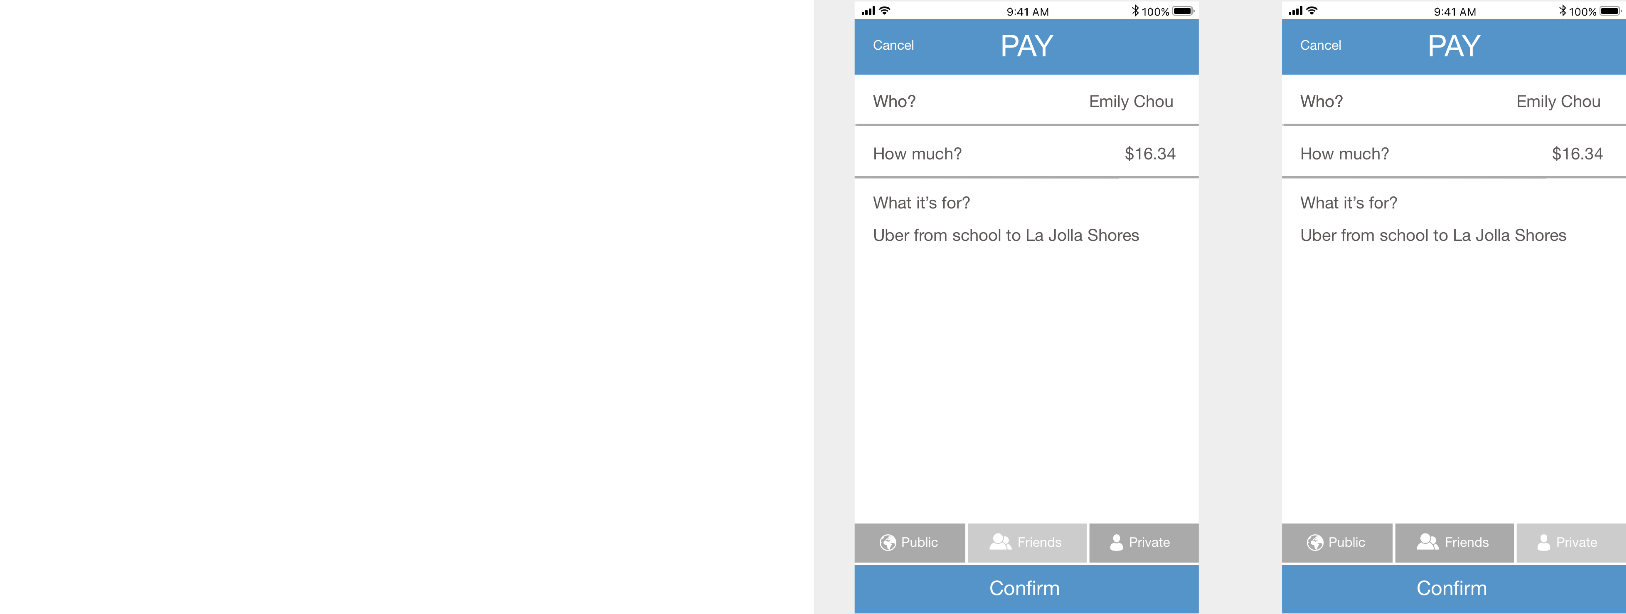 9:41 AM 100%
Cancel PAY
Who? Emily Chou
How much? $16.34
What it’s for?
Uber from school to La Jolla Shores
Public Friends Private
Confirm
9:41 AM 100%
Cancel PAY
Who? Emily Chou
How much? $16.34
What it’s for?
Uber from school to La Jolla Shores
Public Friends Private
Confirm